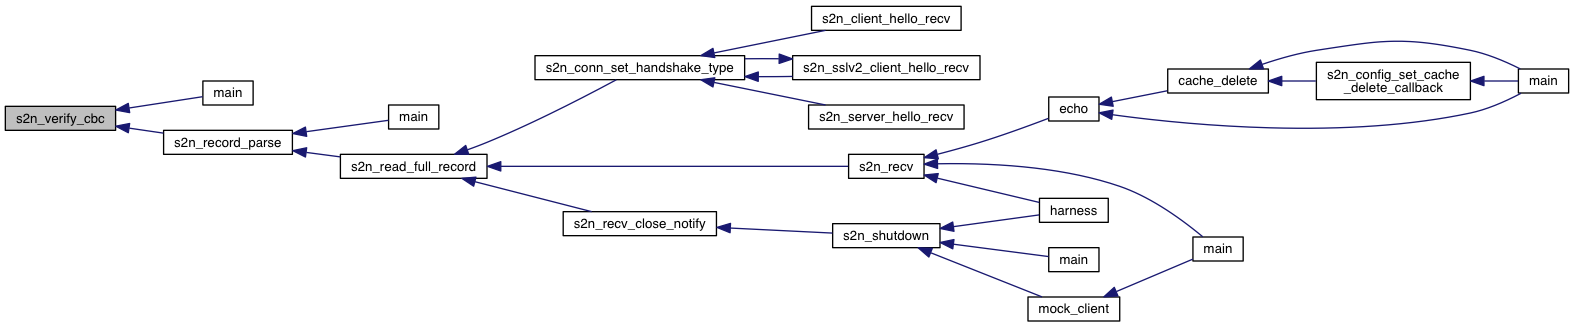 s2n_verify_cbc
main
s2n_record_parse
main
s2n_read_full_record
s2n_conn_set_handshake_type
s2n_client_hello_recv
s2n_sslv2_client_hello_recv
s2n_server_hello_recv
s2n_recv
s2n_recv_close_notify
s2n_shutdown
echo
harness
main
mock_client
cache_delete
main
s2n_config_set_cache
_delete_callback
main